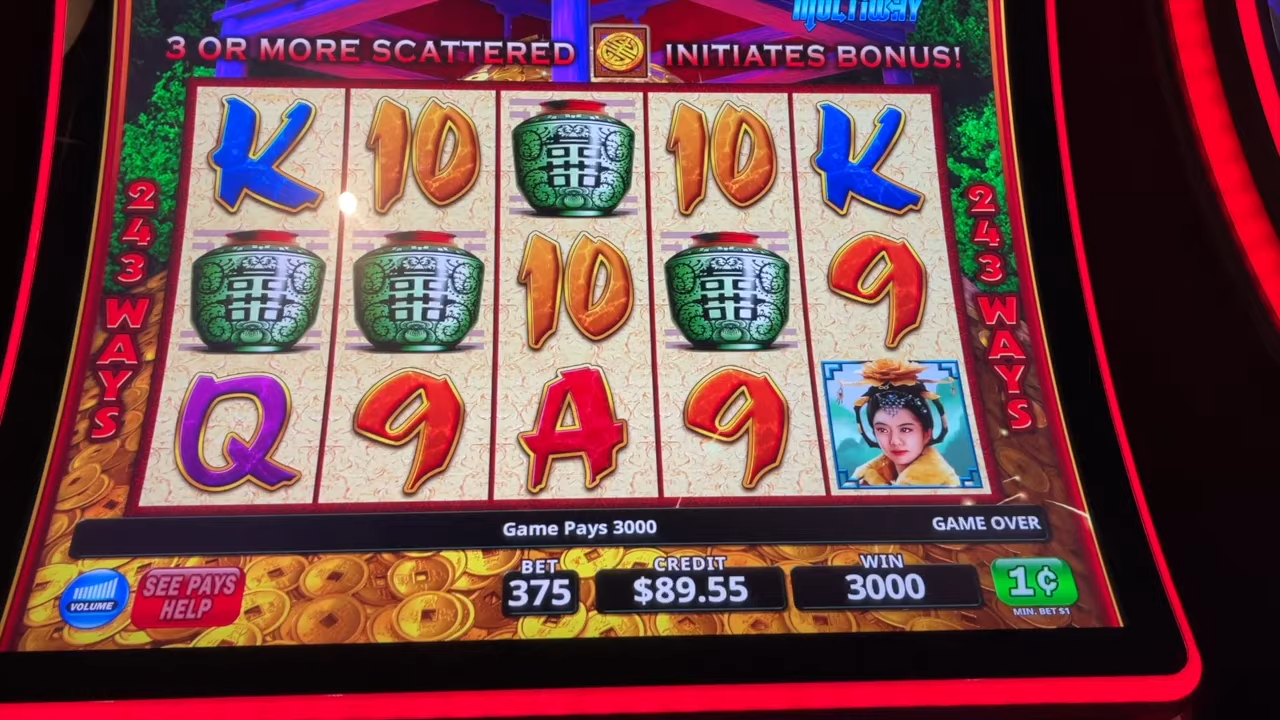 MULTIWAY
3 OR MORE SCATTERED INITIATES BONUS!
K 10 10 K
10 9
Q 9 A 9
243 WAYS
243 WAYS
Game Pays 3000
GAME OVER
BET CREDIT WIN
375 $89.55 3000
1¢
MIN. BET $1
VOLUME
SEE PAYS
HELP